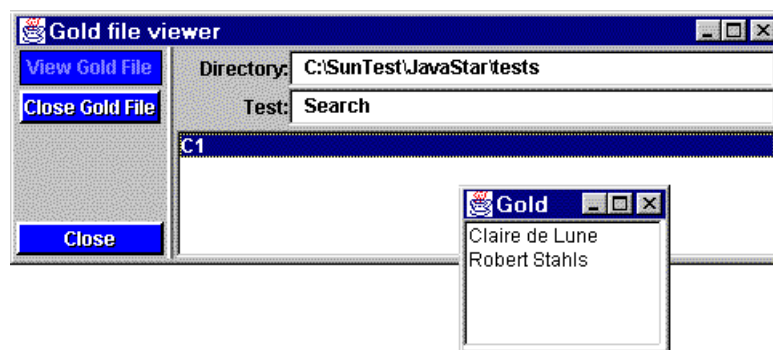 Gold file viewer
View Gold File
Directory: C:\SunTest\JavaStar\tests
Close Gold File
Test: Search
C1
Gold
Claire de Lune
Robert Stahls
Close